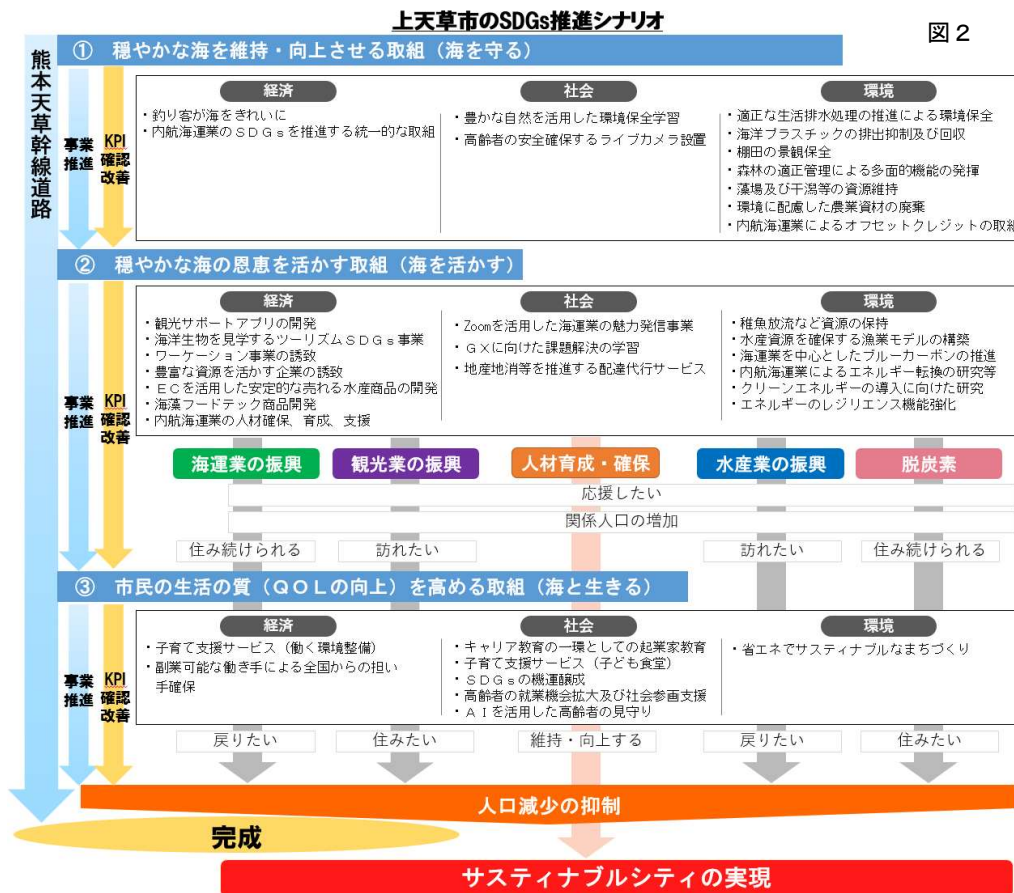 上天草市のSDGs推進シナリオ
図2
熊本天草幹線道路
① 穏やかな海を維持・向上させる取組（海を守る）
事業推進
KPI確認改善
経済
・釣り客が海をきれいに
・内航海運業のＳＤＧｓを推進する統一的な取組
社会
・豊かな自然を活用した環境保全学習
・高齢者の安全確保するライブカメラ設置
環境
・適正な生活排水処理の推進による環境保全
・海洋プラスチックの排出抑制及び回収
・棚田の景観保全
・森林の適正管理による多面的機能の発揮
・藻場及び干潟等の資源維持
・環境に配慮した農業資材の廃棄
・内航海運業によるオフセットクレジットの取組
② 穏やかな海の恩恵を活かす取組（海を活かす）
事業推進
KPI確認改善
経済
・観光サポートアプリの開発
・海洋生物を見学するツーリズムＳＤＧｓ事業
・ワーケーション事業の誘致
・豊富な資源を活かす企業の誘致
・ＥＣを活用した安定的な売れる水産商品の開発
・海藻フードテック商品開発
・内航海運業の人材確保、育成、支援
社会
・Zoomを活用した海運業の魅力発信事業
・ＧＸに向けた課題解決の学習
・地産地消等を推進する配達代行サービス
環境
・稚魚放流など資源の保持
・水産資源を確保する漁業モデルの構築
・海運業を中心としたブルーカーボンの推進
・内航海運業によるエネルギー転換の研究等
・クリーンエネルギーの導入に向けた研究
・エネルギーのレジリエンス機能強化
海運業の振興
観光業の振興
人材育成・確保
水産業の振興
脱炭素
応援したい
関係人口の増加
住み続けられる
訪れたい
訪れたい
住み続けられる
③ 市民の生活の質（ＱＯＬの向上）を高める取組（海と生きる）
事業推進
KPI確認改善
経済
・子育て支援サービス（働く環境整備）
・副業可能な働き手による全国からの担い
手確保
社会
・キャリア教育の一環としての起業家教育
・子育て支援サービス（子ども食堂）
・ＳＤＧｓの機運醸成
・高齢者の就業機会拡大及び社会参画支援
・ＡＩを活用した高齢者の見守り
環境
・省エネでサスティナブルなまちづくり
戻りたい
住みたい
維持・向上する
戻りたい
住みたい
人口減少の抑制
完成
サスティナブルシティの実現